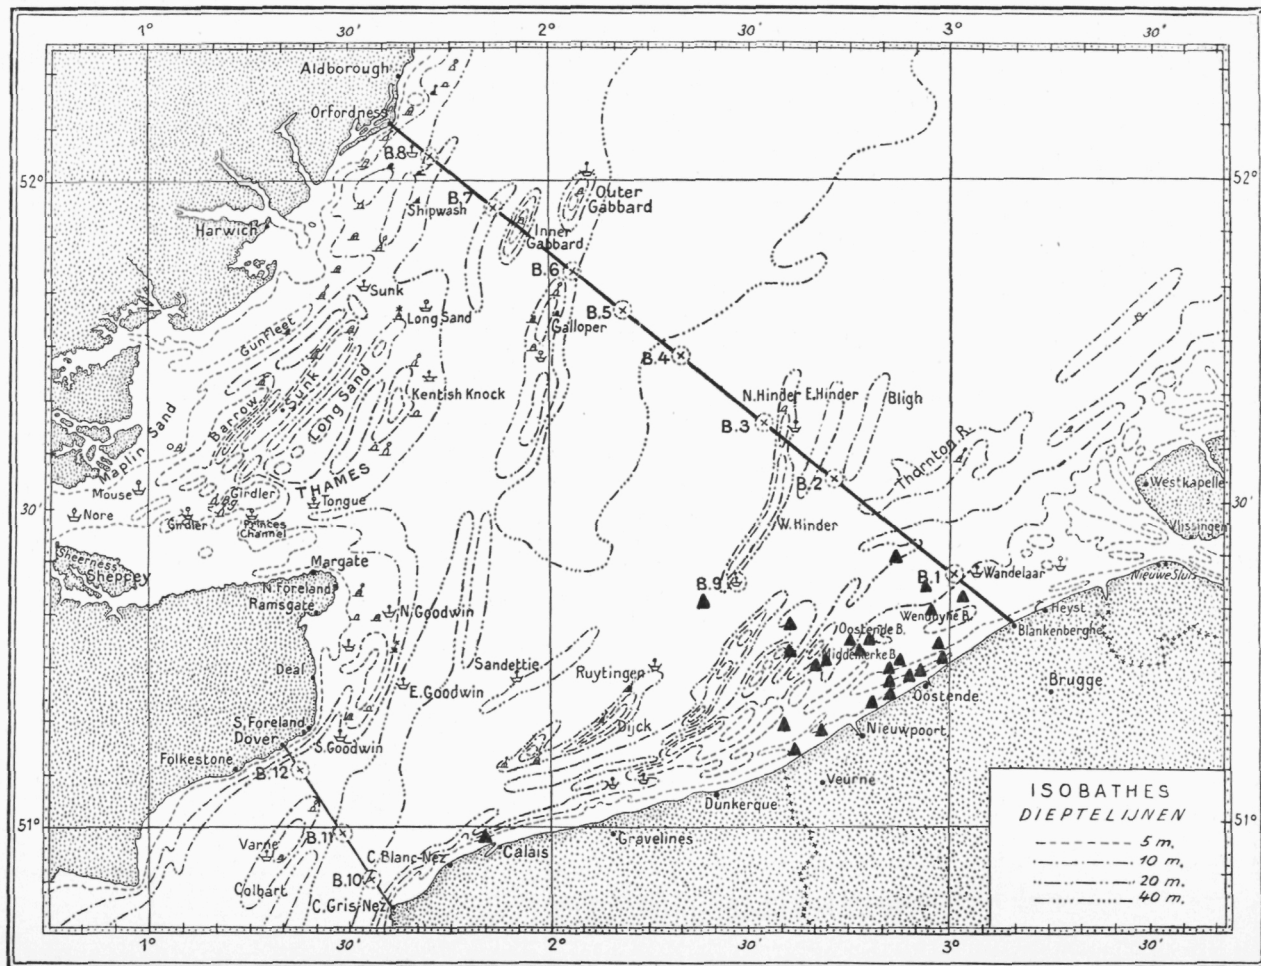 1° 30' 2° 30' 3° 30'
Aldborough
Orfordness
B.8
52° 52°
B.7
Outer
Gabbard
Shipwash
Harwich
Inner
Gabbard
B.6
Sunk
B.5
Long Sand
Galloper
Gunfleet
B.4
Sunk
Long Sand
Kentish Knock
N.Hinder E.Hinder
Bligh
Barrow
B.3
Maplin Sand
Thornton R.
THAMES
B.2
Westkapelle
Mouse
Girdler
Tongue
30' 30'
Nore
Girdler
Princes
Channel
W.Hinder
Vlissingen
Sheerness
Sheppey
Margate
B.1
Wandelaar
Nieuwe Sluis
N.Foreland
B.9
Ramsgate
N.Goodwin
Wenduyne B.
Heyst
Oostende B.
Blankenberghe
Middelkerke B.
Sandettie
Ruytingen
Deal
E.Goodwin
Brugge
Oostende
S.Foreland
Dijck
Dover
S.Goodwin
Nieuwpoort
Folkestone
B.12
Veurne
Dunkerque
ISOBATHES
DIEPTELIJNEN
5 m.
10 m.
20 m.
40 m.
51° 51°
B.11
Gravelines
Varne
Calais
C.Blanc-Nez
Colbart
B.10
C.Gris-Nez
1° 30' 2° 30' 3° 30'